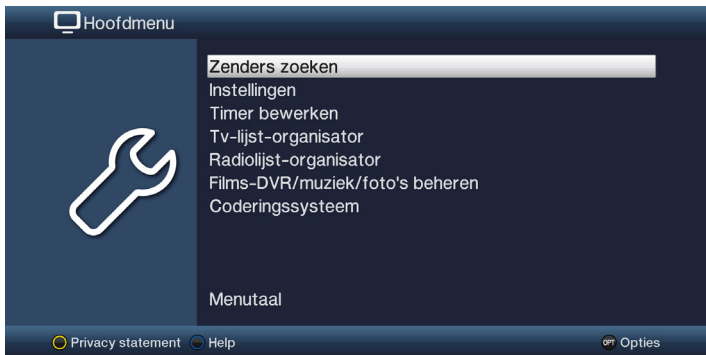 Hoofdmenu
Zenders zoeken
Instellingen
Timer bewerken
Tv-lijst-organisator
Radiolijst-organisator
Films-DVR/muziek/foto's beheren
Coderingssysteem
Menutaal
Privacy statement Help OPT Opties